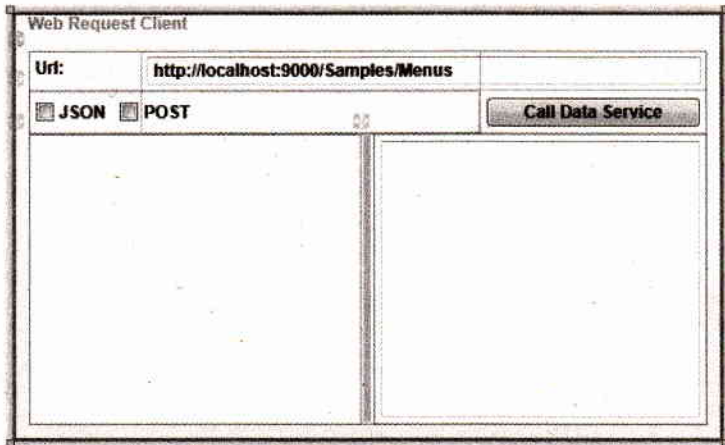 Web Request Client
Url: http://localhost:9000/Samples/Menus
JSON POST Call Data Service